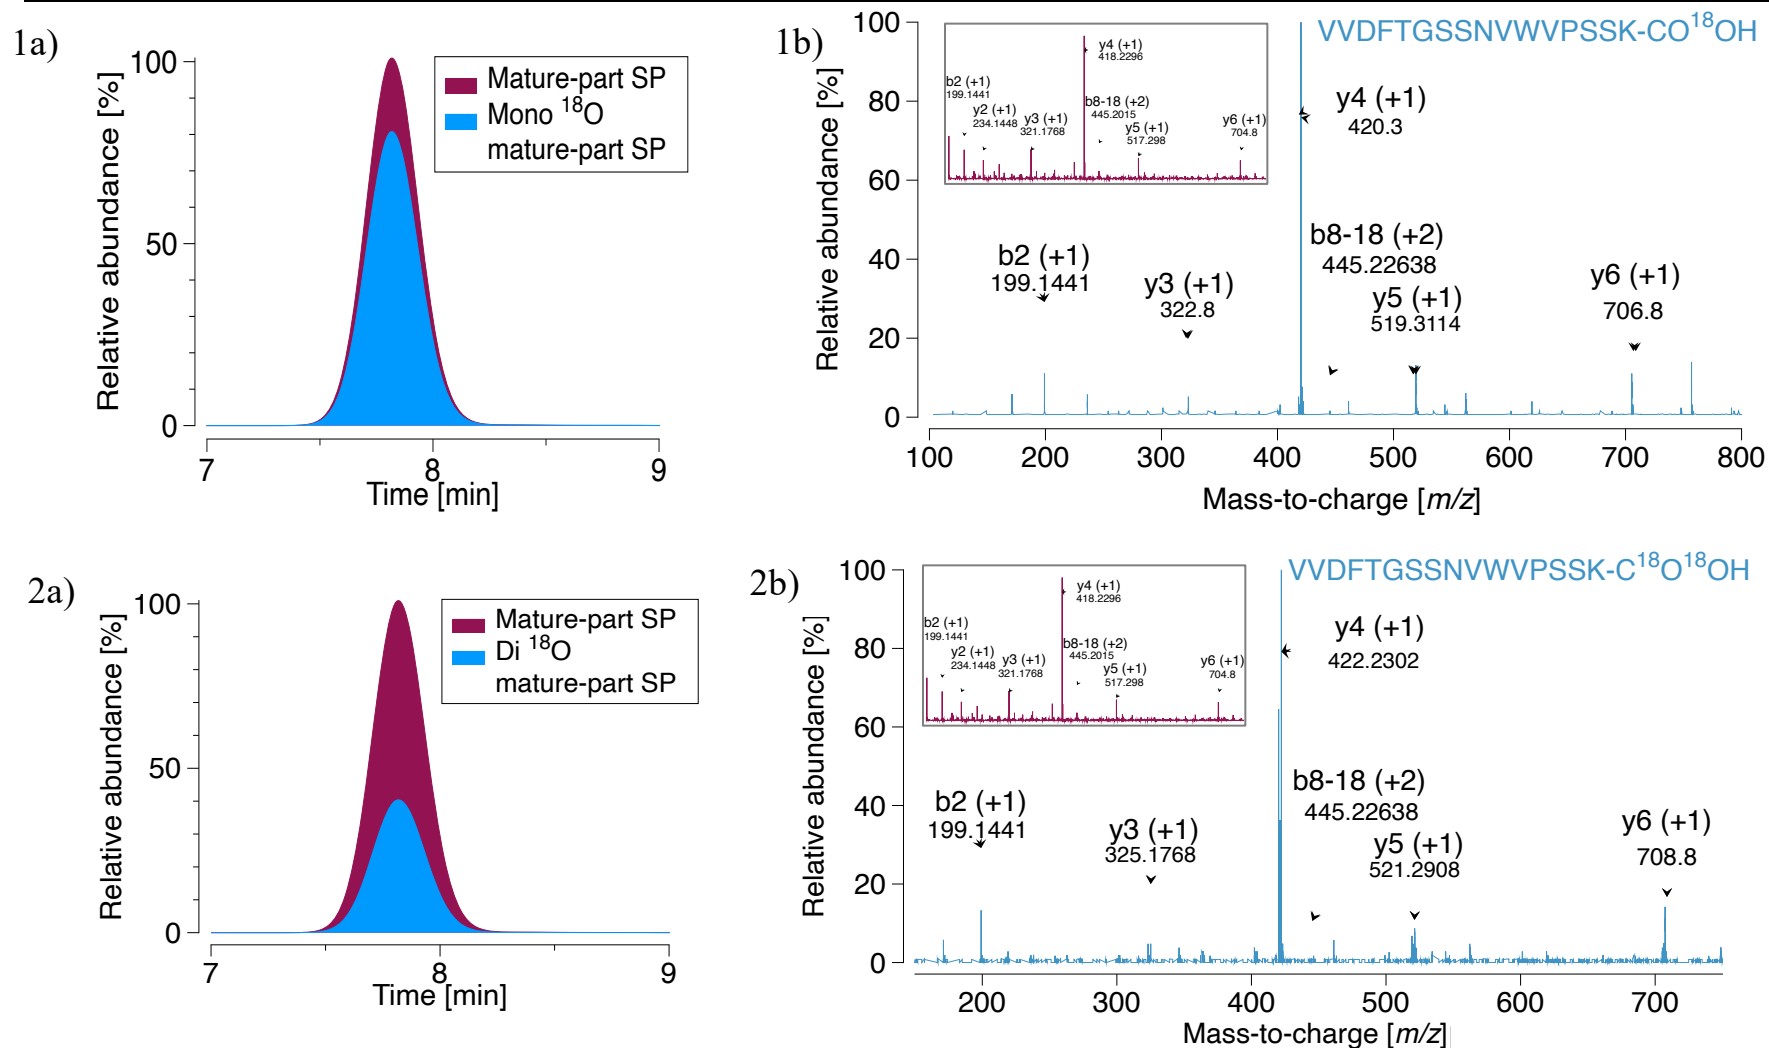 1a)
100
50
0
Relative abundance [%]
Mature-part SP
Mono 18O
mature-part SP
7
8
9
Time [min]
1b)
100
80
60
40
20
0
Relative abundance [%]
VVDFTGSSNVWVPSSK-CO18OH
y4 (+1)
418.2296
b2 (+1)
199.1441
b8-18 (+2)
445.2015
y2 (+1)
234.1448
y3 (+1)
321.1768
y5 (+1)
517.298
y6 (+1)
704.8
y4 (+1)
420.3
b8-18 (+2)
445.22638
b2 (+1)
199.1441
y3 (+1)
322.8
y5 (+1)
519.3114
y6 (+1)
706.8
100
200
300
400
500
600
700
800
Mass-to-charge [m/z]
2a)
100
50
0
Relative abundance [%]
Mature-part SP
Di 18O
mature-part SP
7
8
9
Time [min]
2b)
100
80
60
40
20
0
Relative abundance [%]
VVDFTGSSNVWVPSSK-C18O18OH
y4 (+1)
418.2296
b2 (+1)
199.1441
b8-18 (+2)
445.2015
y2 (+1)
234.1448
y3 (+1)
321.1768
y5 (+1)
517.298
y6 (+1)
704.8
y4 (+1)
422.2302
b8-18 (+2)
445.22638
b2 (+1)
199.1441
y3 (+1)
325.1768
y5 (+1)
521.2908
y6 (+1)
708.8
200
300
400
500
600
700
Mass-to-charge [m/z]